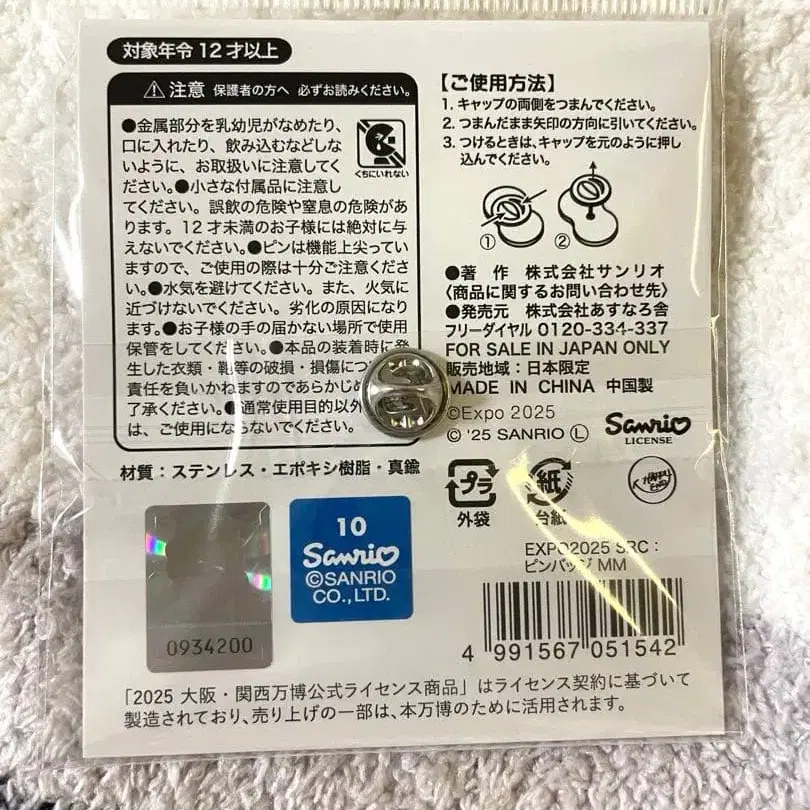 対象年令12才以上
⚠注意 保護者の方へ 必ずお読みください。
●金属部分を乳幼児がなめたり、
口に入れたり、飲み込むなどしな
いように、お取扱いに注意してく
ださい。●小さな付属品に注意し
てください。誤飲の危険や窒息の危険があ
ります。12才未満のお子様には絶対に与
えないでください。●ピンは機能上尖ってい
ますので、ご使用の際は十分ご注意くださ
い。●水気を避けてください。また、火気に
近づけないでください。劣化の原因になりま
す。●お子様の手の届かない場所で使用
保管をしてください。●本品の装着時に発
生した衣類・鞄等の破損・損傷につ
責任を負いかねますのであらかじめ
了承ください。●通常使用目的以外
は、ご使用にならないでください。
くちにいれない
材質:ステンレス・エポキシ樹脂・真鍮
【ご使用方法】
1. キャップの両側をつまんでください。
2. つまんだまま矢印の方向に引いてください。
3. つけるときは、キャップを元のように押し
込んでください。
① ②
●著 作 株式会社サンリオ
〈商品に関するお問い合わせ先〉
●発売元 株式会社あすなろ舎
フリーダイヤル 0120-334-337
FOR SALE IN JAPAN ONLY
販売地域:日本限定
MADE IN CHINA 中国製
©Expo 2025
© '25 SANRIO Ⓛ
Sanrio
LICENSE
プラ
外袋
紙
台紙
HAPPY
END
0934200
10
Sanrio
©SANRIO
CO.,LTD.
EXPO2025 SRC:
ピンバッジ MM
4 991567 051542
「2025 大阪・関西万博公式ライセンス商品」はライセンス契約に基づいて
製造されており、売り上げの一部は、本万博のために活用されます。